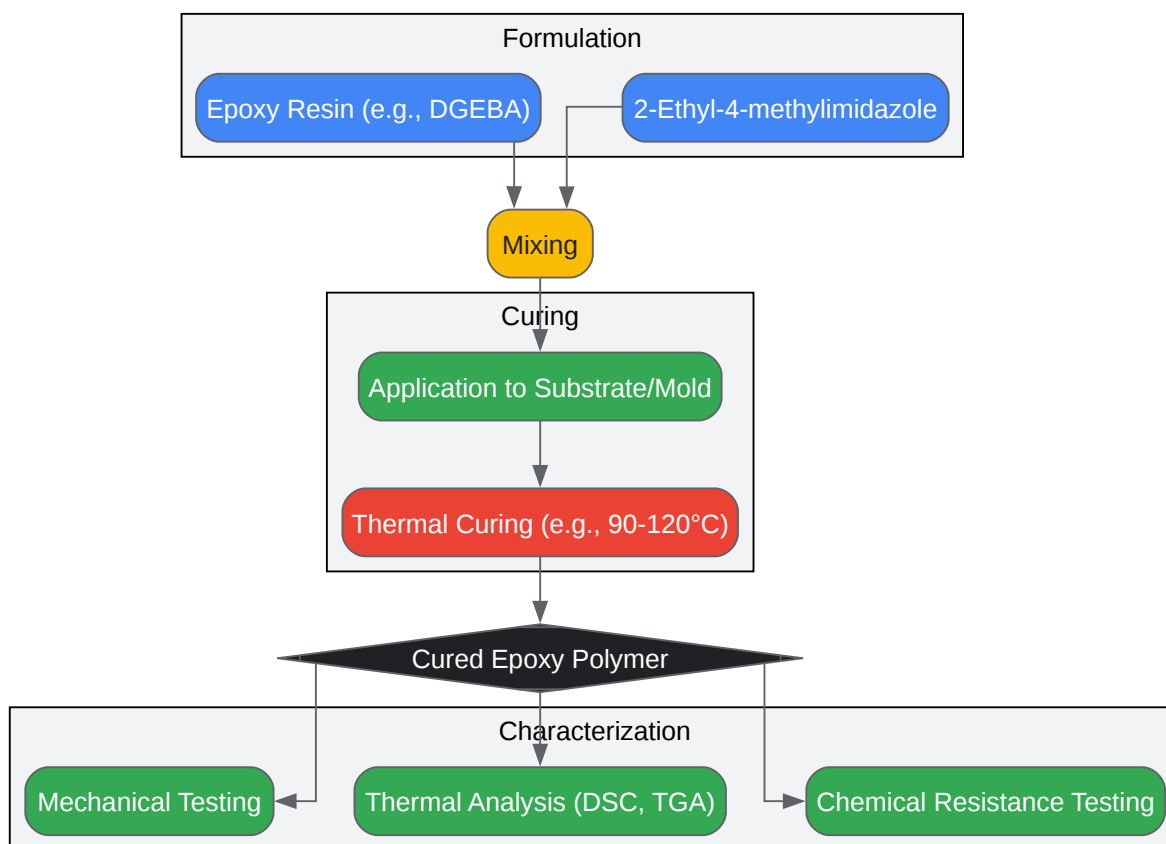 Formulation
Epoxy Resin (e.g., DGEBA)
2-Ethyl-4-methylimidazole
Mixing
Curing
Application to Substrate/Mold
Thermal Curing (e.g., 90-120°C)
Cured Epoxy Polymer
Characterization
Mechanical Testing
Thermal Analysis (DSC, TGA)
Chemical Resistance Testing